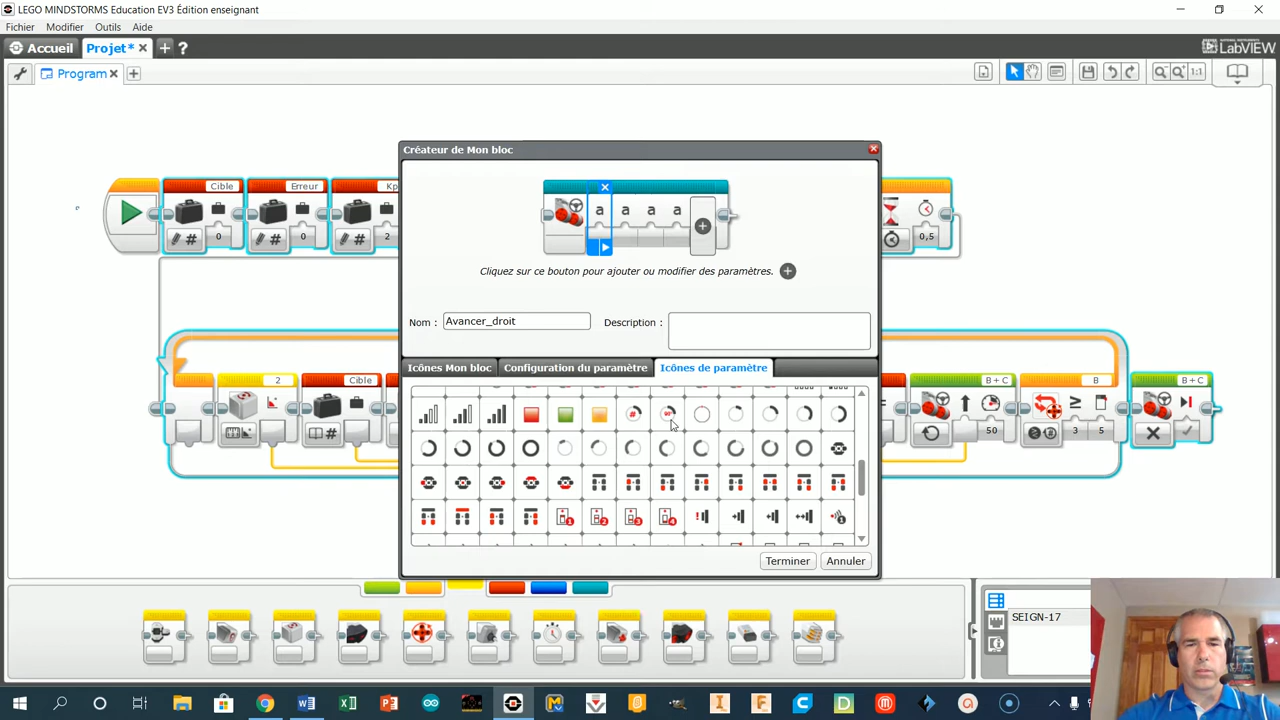 LEGO MINDSTORMS Education EV3 Édition enseignant
Fichier Modifier Outils Aide
Accueil Projet* + ?
LabVIEW
Program
1:1
Créateur de Mon bloc
Cible Erreur Kp
# 0 # 0 # 2
a a a a
0,5
Cliquez sur ce bouton pour ajouter ou modifier des paramètres.
Nom : Avancer_droit Description :
Icônes Mon bloc Configuration du paramètre Icônes de paramètre
2 Cible B + C B B + C
50 3 5
Terminer Annuler
SEIGN-17